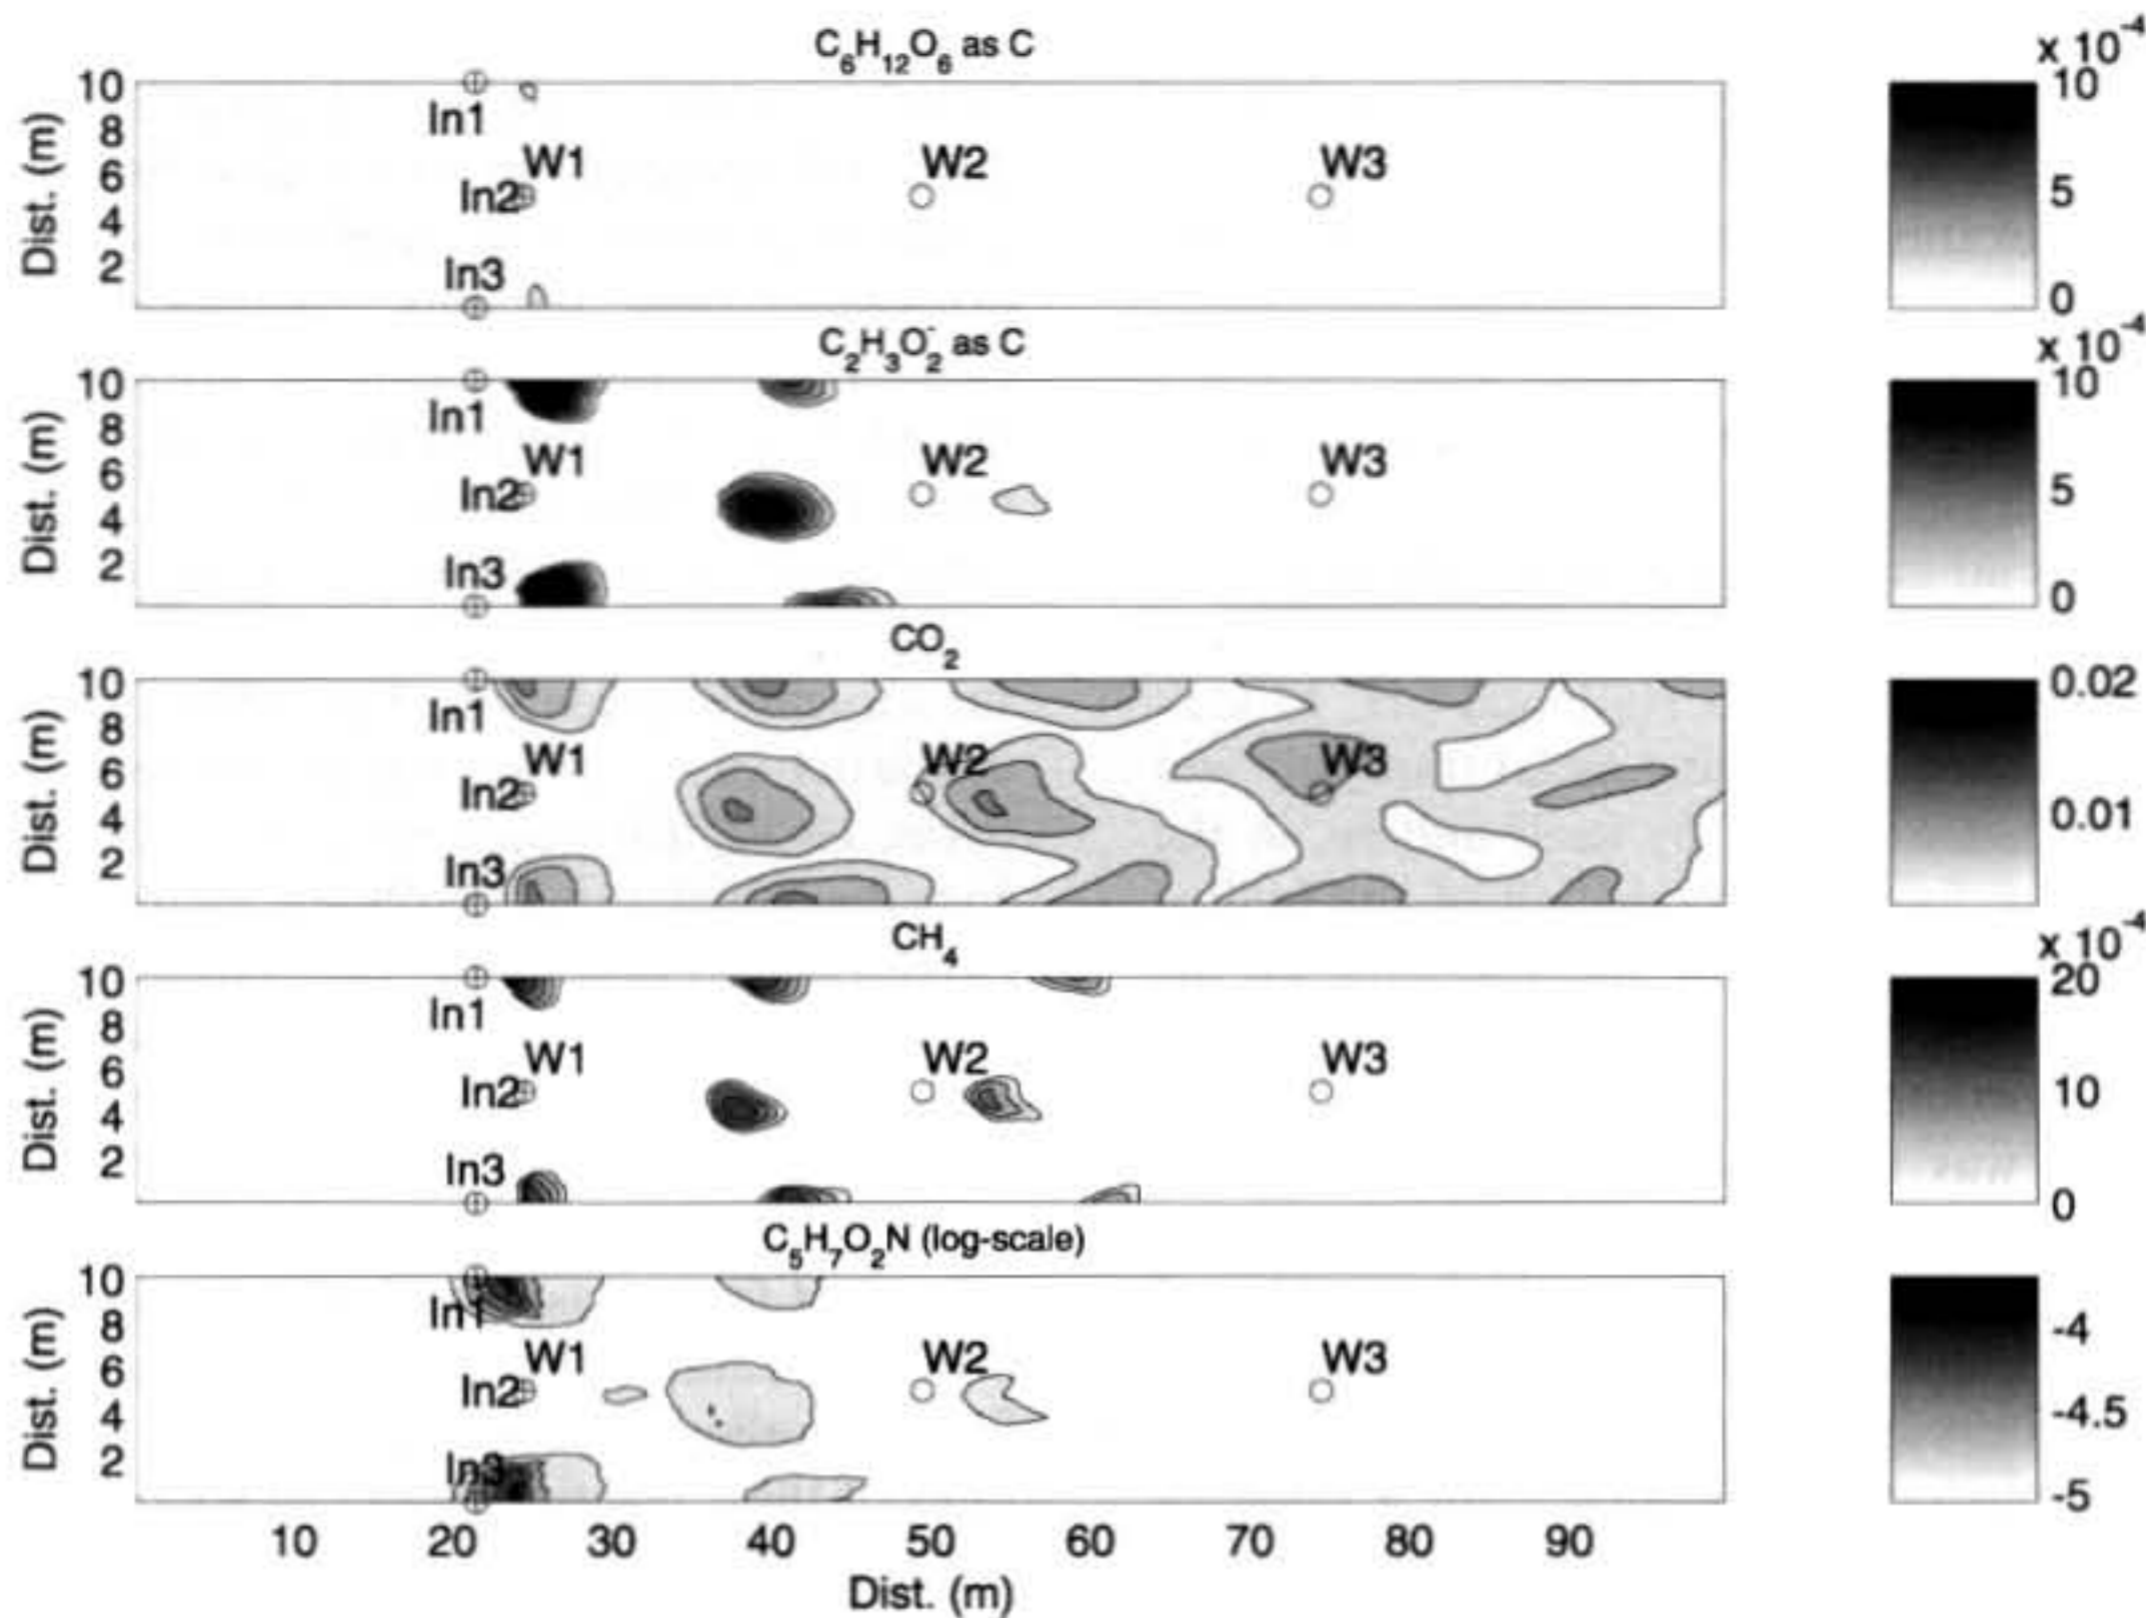 C6H12O6 as C
x 10-4
10
8
6
4
2
Dist. (m)
In1
W1
In2
In3
W2
W3
10
5
0
C2H3O2- as C
x 10-4
10
8
6
4
2
Dist. (m)
In1
W1
In2
In3
W2
W3
10
5
0
CO2
10
8
6
4
2
Dist. (m)
In1
W1
In2
In3
W2
W3
0.02
0.01
CH4
x 10-4
10
8
6
4
2
Dist. (m)
In1
W1
In2
In3
W2
W3
20
10
0
C5H7O2N (log-scale)
10
8
6
4
2
Dist. (m)
In1
W1
In2
In3
W2
W3
-4
-4.5
-5
10 20 30 40 50 60 70 80 90
Dist. (m)